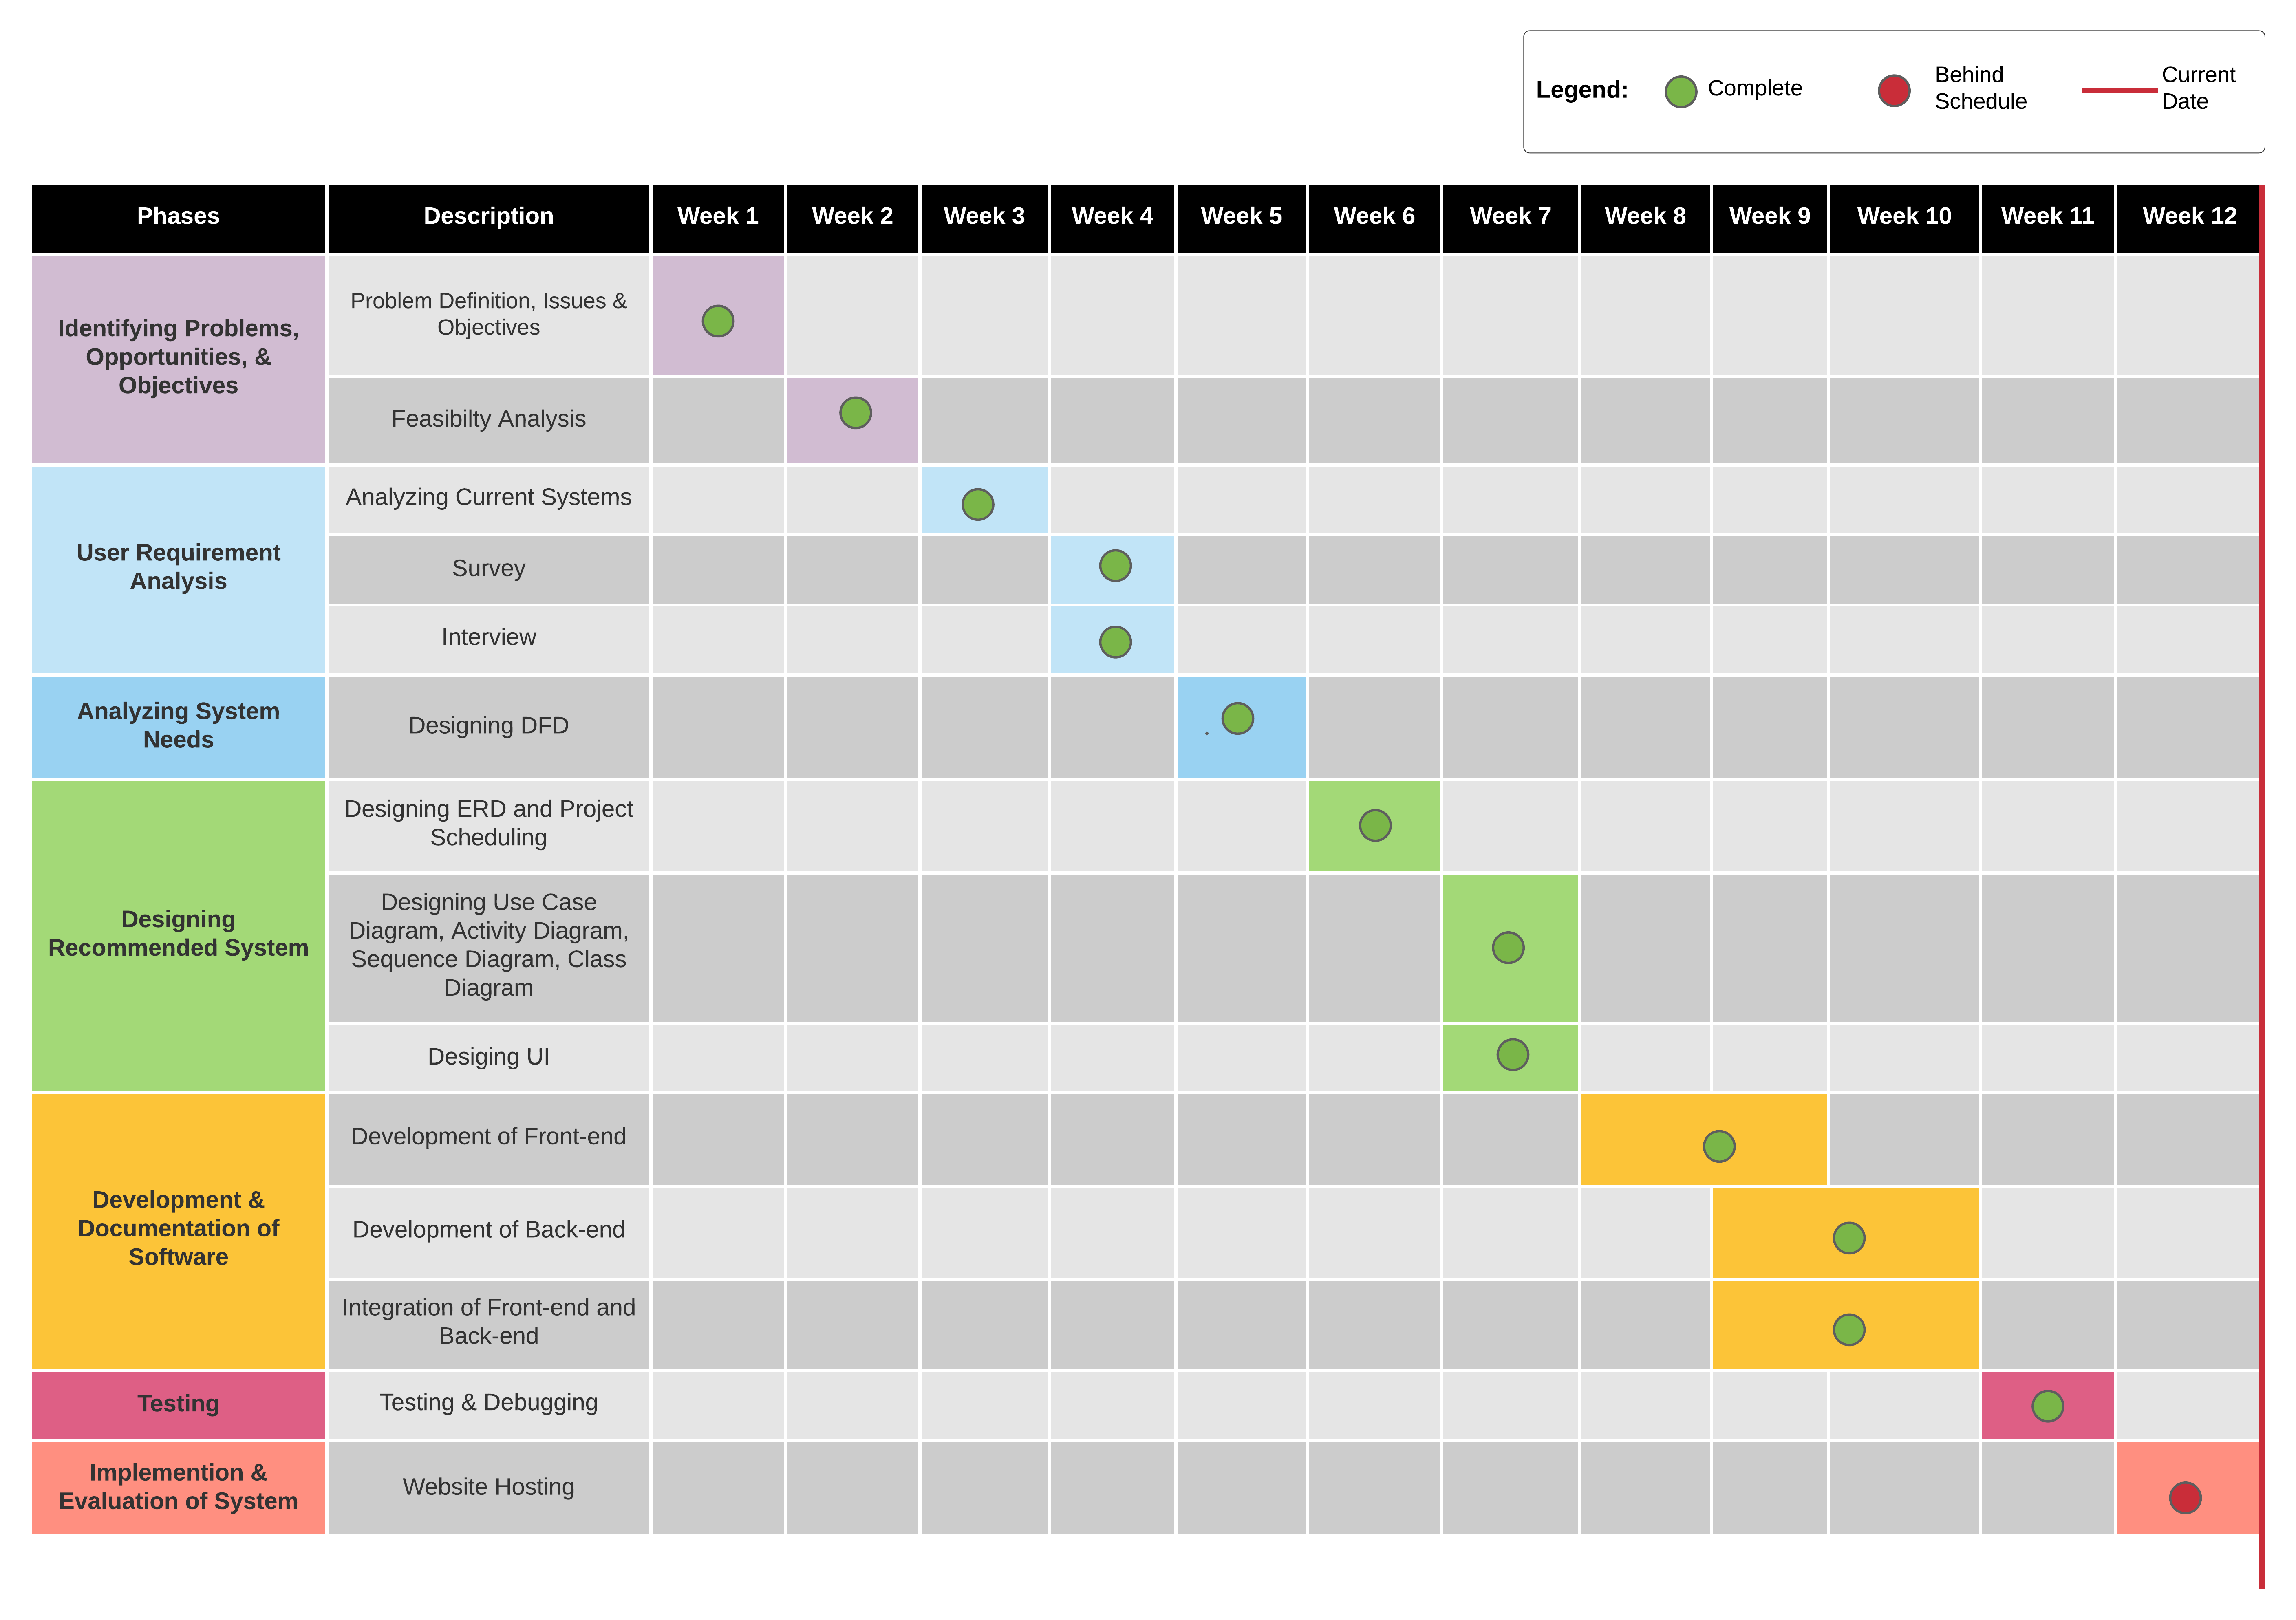 Legend:
Complete
Behind
Schedule
Current
Date
Phases
Description
Week 1
Week 2
Week 3
Week 4
Week 5
Week 6
Week 7
Week 8
Week 9
Week 10
Week 11
Week 12
Identifying Problems,
Opportunities, &
Objectives
Problem Definition, Issues &
Objectives
Feasibilty Analysis
User Requirement
Analysis
Analyzing Current Systems
Survey
Interview
Analyzing System
Needs
Designing DFD
Designing
Recommended System
Designing ERD and Project
Scheduling
Designing Use Case
Diagram, Activity Diagram,
Sequence Diagram, Class
Diagram
Desiging UI
Development &
Documentation of
Software
Development of Front-end
Development of Back-end
Integration of Front-end and
Back-end
Testing
Testing & Debugging
Implemention &
Evaluation of System
Website Hosting